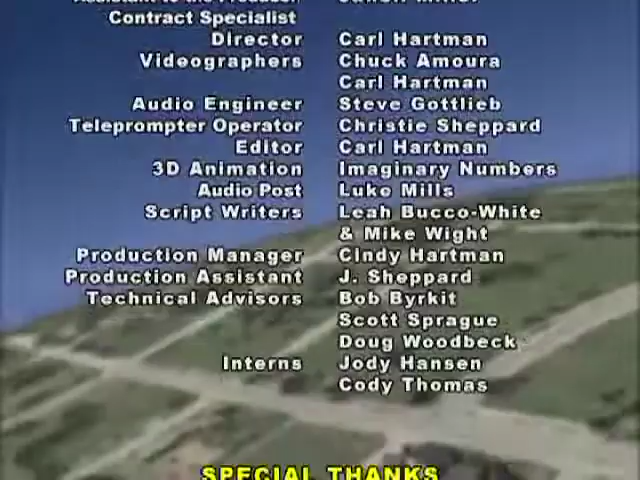 Contract Specialist
Director Carl Hartman
Videographers Chuck Amoura
Carl Hartman
Audio Engineer Steve Gottlieb
Teleprompter Operator Christie Sheppard
Editor Carl Hartman
3D Animation Imaginary Numbers
Audio Post Luke Mills
Script Writers Leah Bucco-White
& Mike Wight
Production Manager Cindy Hartman
Production Assistant J. Sheppard
Technical Advisors Bob Byrkit
Scott Sprague
Doug Woodbeck
Interns Jody Hansen
Cody Thomas
SPECIAL THANKS